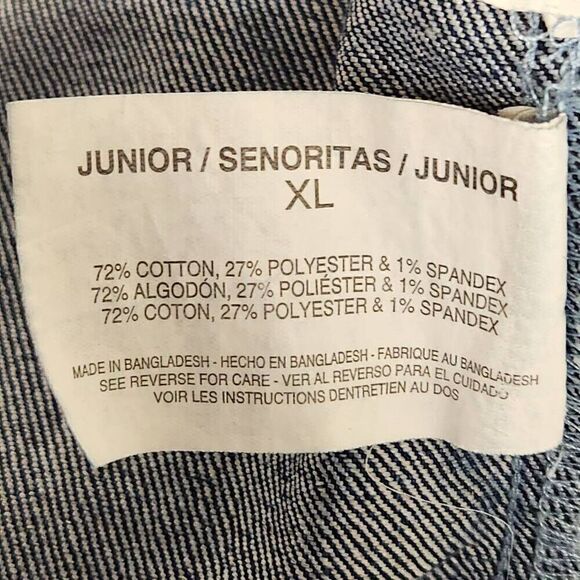 JUNIOR / SENORITAS / JUNIOR
XL
72% COTTON, 27% POLYESTER & 1% SPANDEX
72% ALGODÓN, 27% POLIÉSTER & 1% SPANDEX
72% COTON, 27% POLYESTER & 1% SPANDEX
MADE IN BANGLADESH - HECHO EN BANGLADESH - FABRIQUE AU BANGLADESH
SEE REVERSE FOR CARE - VER AL REVERSO PARA EL CUIDADO
VOIR LES INSTRUCTIONS DENTRETIEN AU DOS